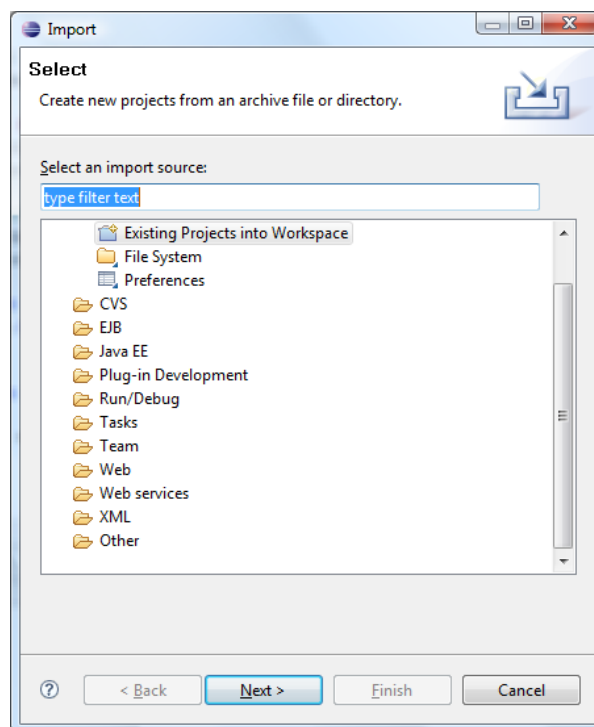 Import
Select
Create new projects from an archive file or directory.
Select an import source:
type filter text
Existing Projects into Workspace
File System
Preferences
CVS
EJB
Java EE
Plug-in Development
Run/Debug
Tasks
Team
Web
Web services
XML
Other
? < Back Next > Finish Cancel